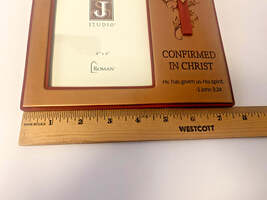 J
STUDIO
4" x 6"
ROMAN
CONFIRMED
IN CHRIST
He has given us His Spirit.
1 John 3:24
1 2 3 4 5 6 7 8
WESTCOTT